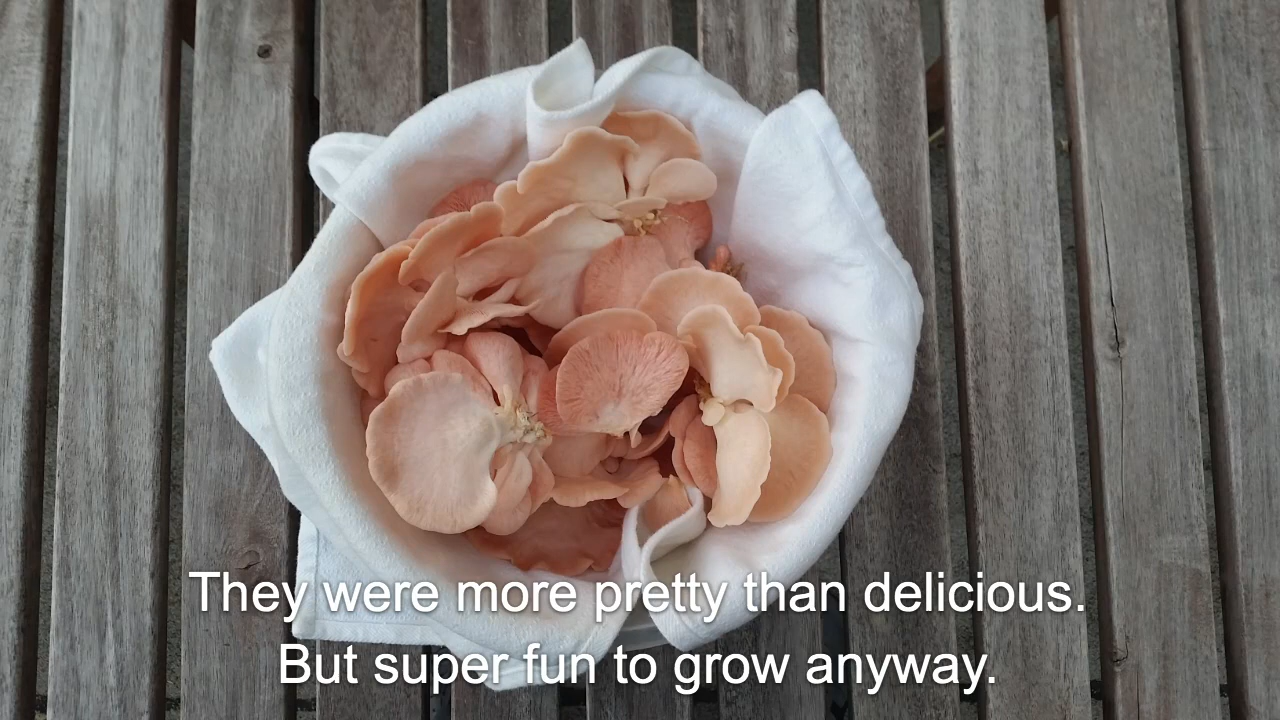 They were more pretty than delicious.
But super fun to grow anyway.